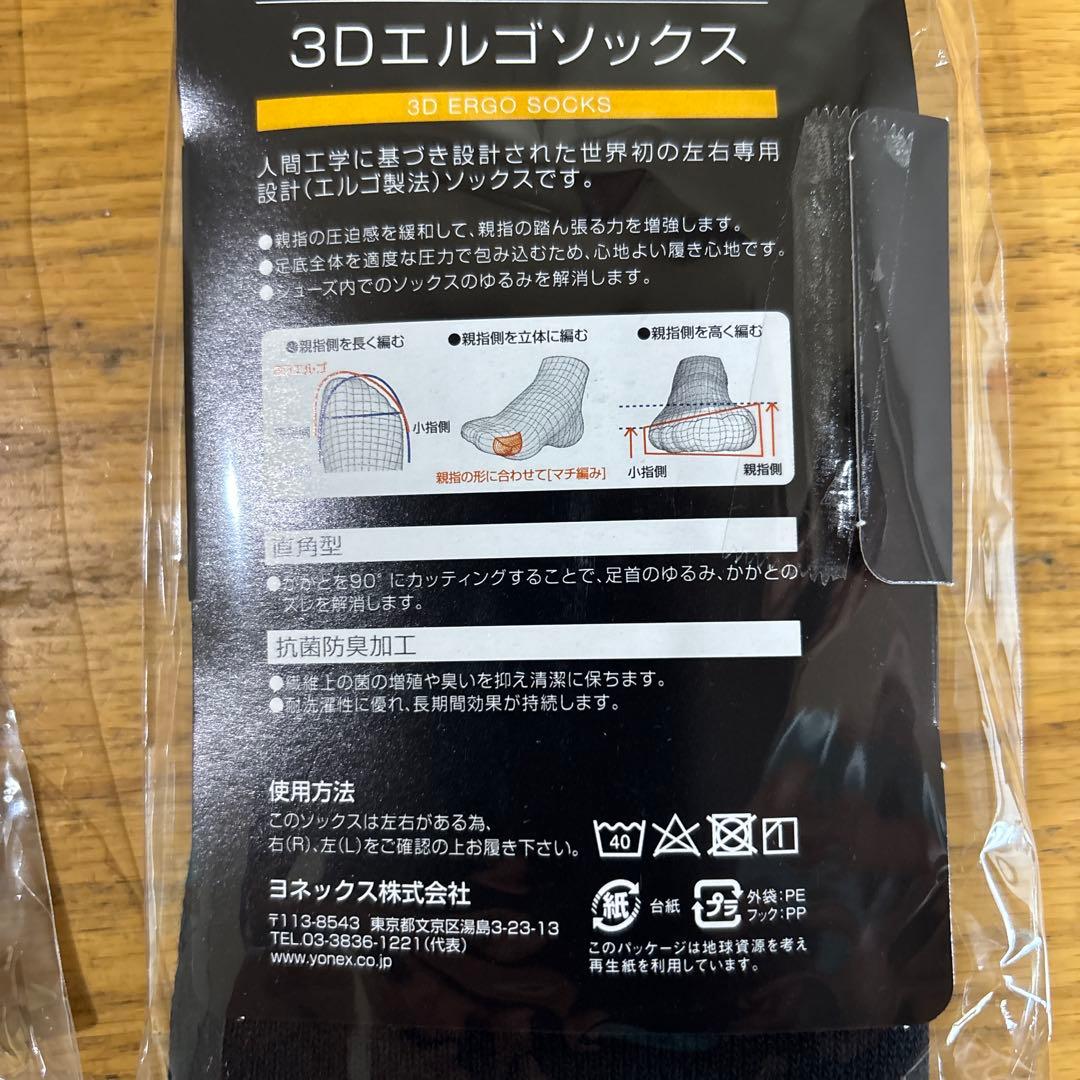 3Dエルゴソックス
3D ERGO SOCKS
人間工学に基づき設計された世界初の左右専用
設計(エルゴ製法)ソックスです。
●親指の圧迫感を緩和して、親指の踏ん張る力を増強します。
●足底全体を適度な圧力で包み込むため、心地よい履き心地です。
●シューズ内でのソックスのゆるみを解消します。
●親指側を長く編む
●親指側を立体に編む
●親指側を高く編む
エルゴ
小指側
親指の形に合わせて[マチ編み]
小指側
親指側
直角型
●かかとを90°にカッティングすることで、足首のゆるみ、かかとの
ズレを解消します。
抗菌防臭加工
●繊維上の菌の増殖や臭いを抑え清潔に保ちます。
●耐洗濯性に優れ、長期間効果が持続します。
使用方法
このソックスは左右がある為、
右(R)、左(L)をご確認の上お履き下さい。
40
ヨネックス株式会社
〒113-8543 東京都文京区湯島3-23-13
TEL.03-3836-1221(代表)
www.yonex.co.jp
紙 台紙
プラ 外袋:PE
フック:PP
このパッケージは地球資源を考え
再生紙を利用しています。